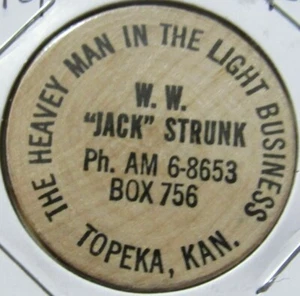 THE HEAVEY MAN IN THE LIGHT BUSINESS
W. W.
"JACK" STRUNK
Ph. AM 6-8653
BOX 756
TOPEKA, KAN.